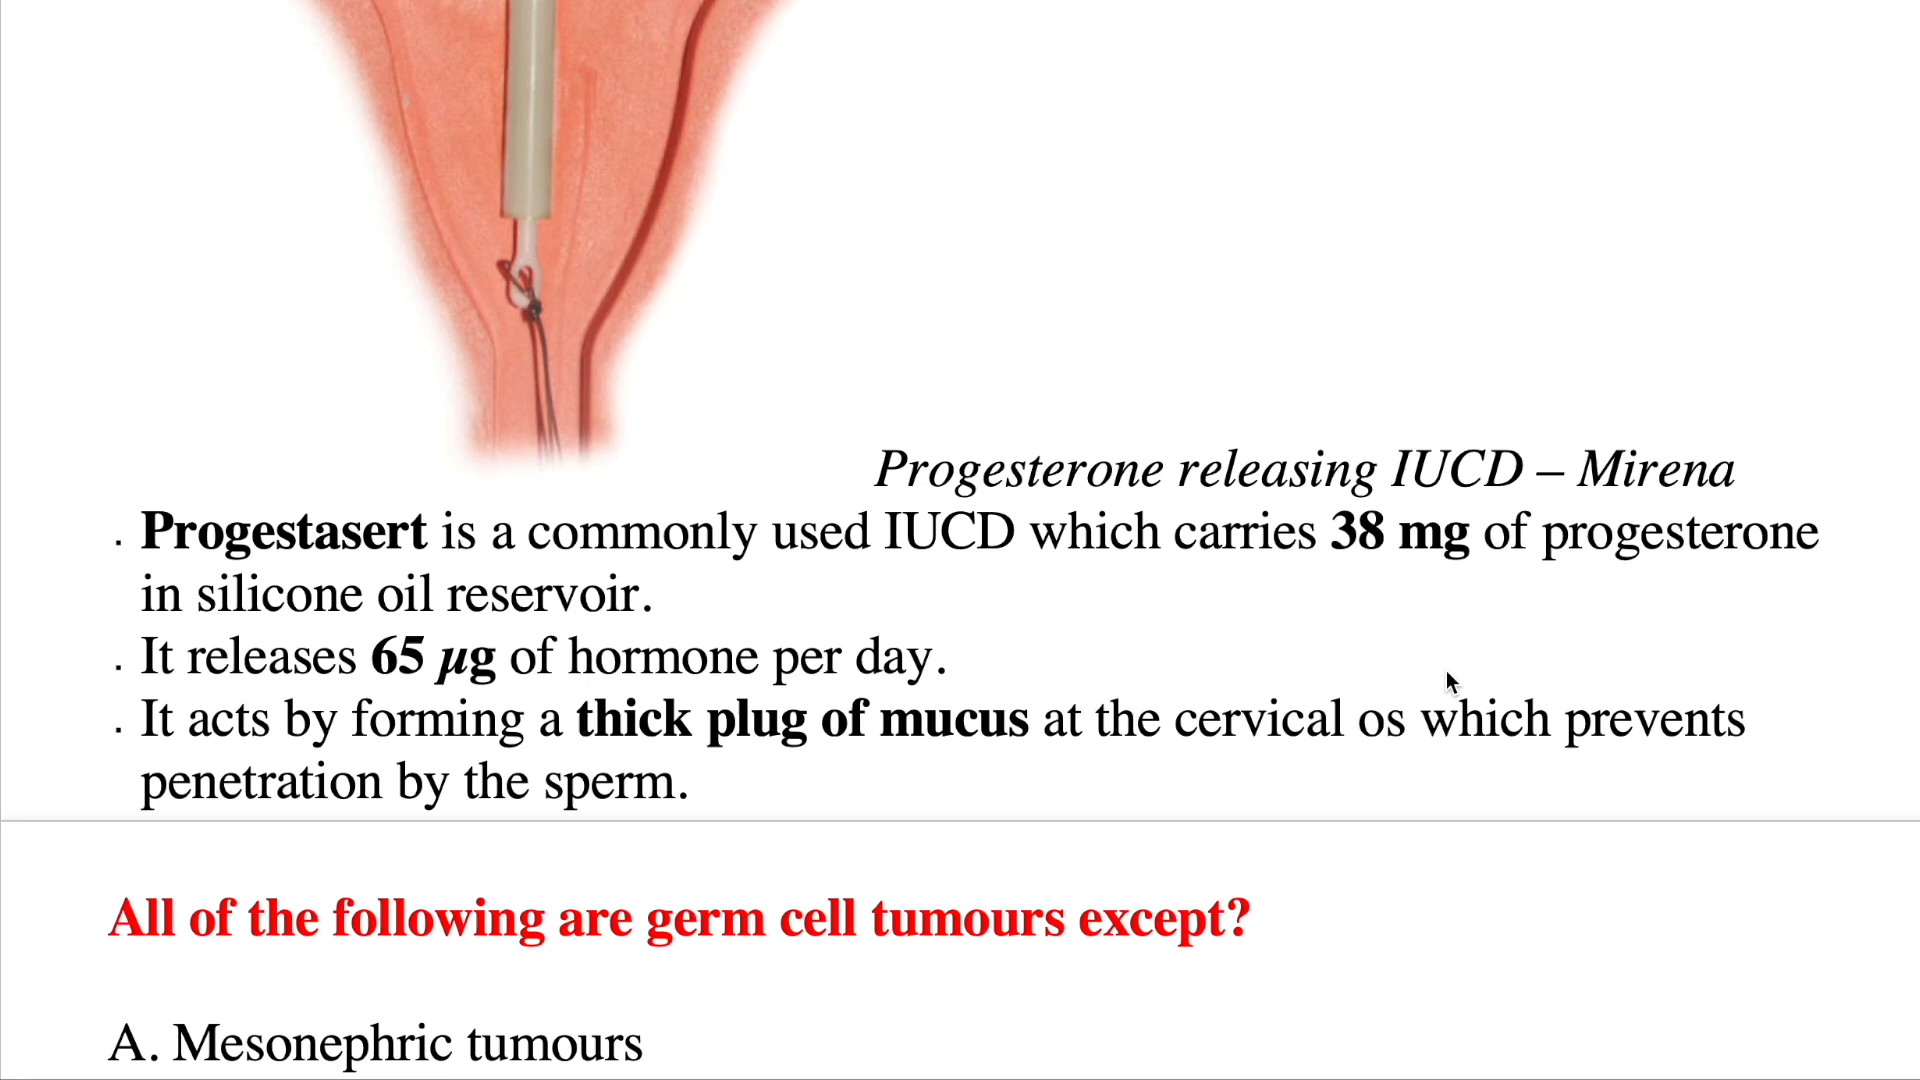 Progesterone releasing IUCD – Mirena
. Progestasert is a commonly used IUCD which carries 38 mg of progesterone
in silicone oil reservoir.
. It releases 65 µg of hormone per day.
. It acts by forming a thick plug of mucus at the cervical os which prevents
penetration by the sperm.
All of the following are germ cell tumours except?
A. Mesonephric tumours